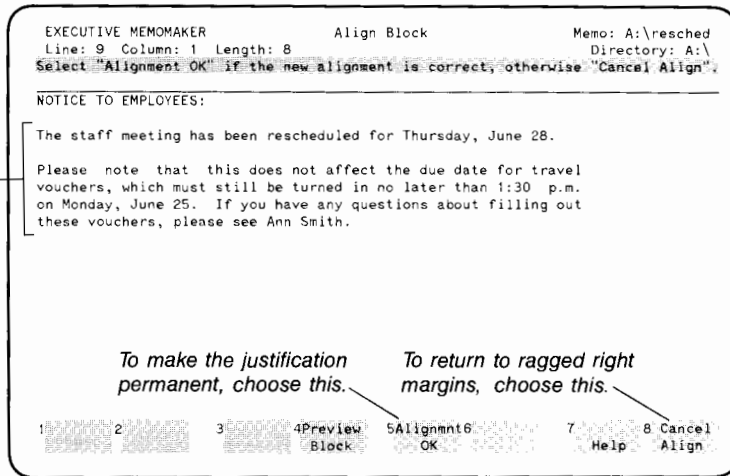 EXECUTIVE MEMOMAKER Align Block Memo: A:\resched
Line: 9 Column: 1 Length: 8 Directory: A:\
Select "Alignment OK" if the new alignment is correct, otherwise "Cancel Align".
NOTICE TO EMPLOYEES:
The staff meeting has been rescheduled for Thursday, June 28.
Please note that this does not affect the due date for travel
vouchers, which must still be turned in no later than 1:30 p.m.
on Monday, June 25. If you have any questions about filling out
these vouchers, please see Ann Smith.
To make the justification
permanent, choose this.
To return to ragged right
margins, choose this.
1 2 3 4Preview 5Alignmnt6 7 8 Cancel
Block OK Help Align